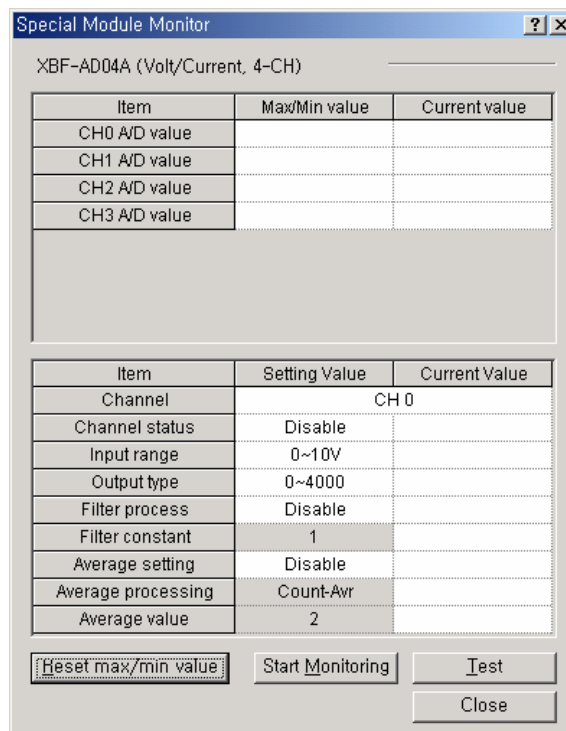 Special Module Monitor
XBF-AD04A (Volt/Current, 4-CH)
Item Max/Min value Current value
CH0 A/D value
CH1 A/D value
CH2 A/D value
CH3 A/D value
Item Setting Value Current Value
Channel CH 0
Channel status Disable
Input range 0~10V
Output type 0~4000
Filter process Disable
Filter constant 1
Average setting Disable
Average processing Count-Avr
Average value 2
Reset max/min value Start Monitoring Test
Close